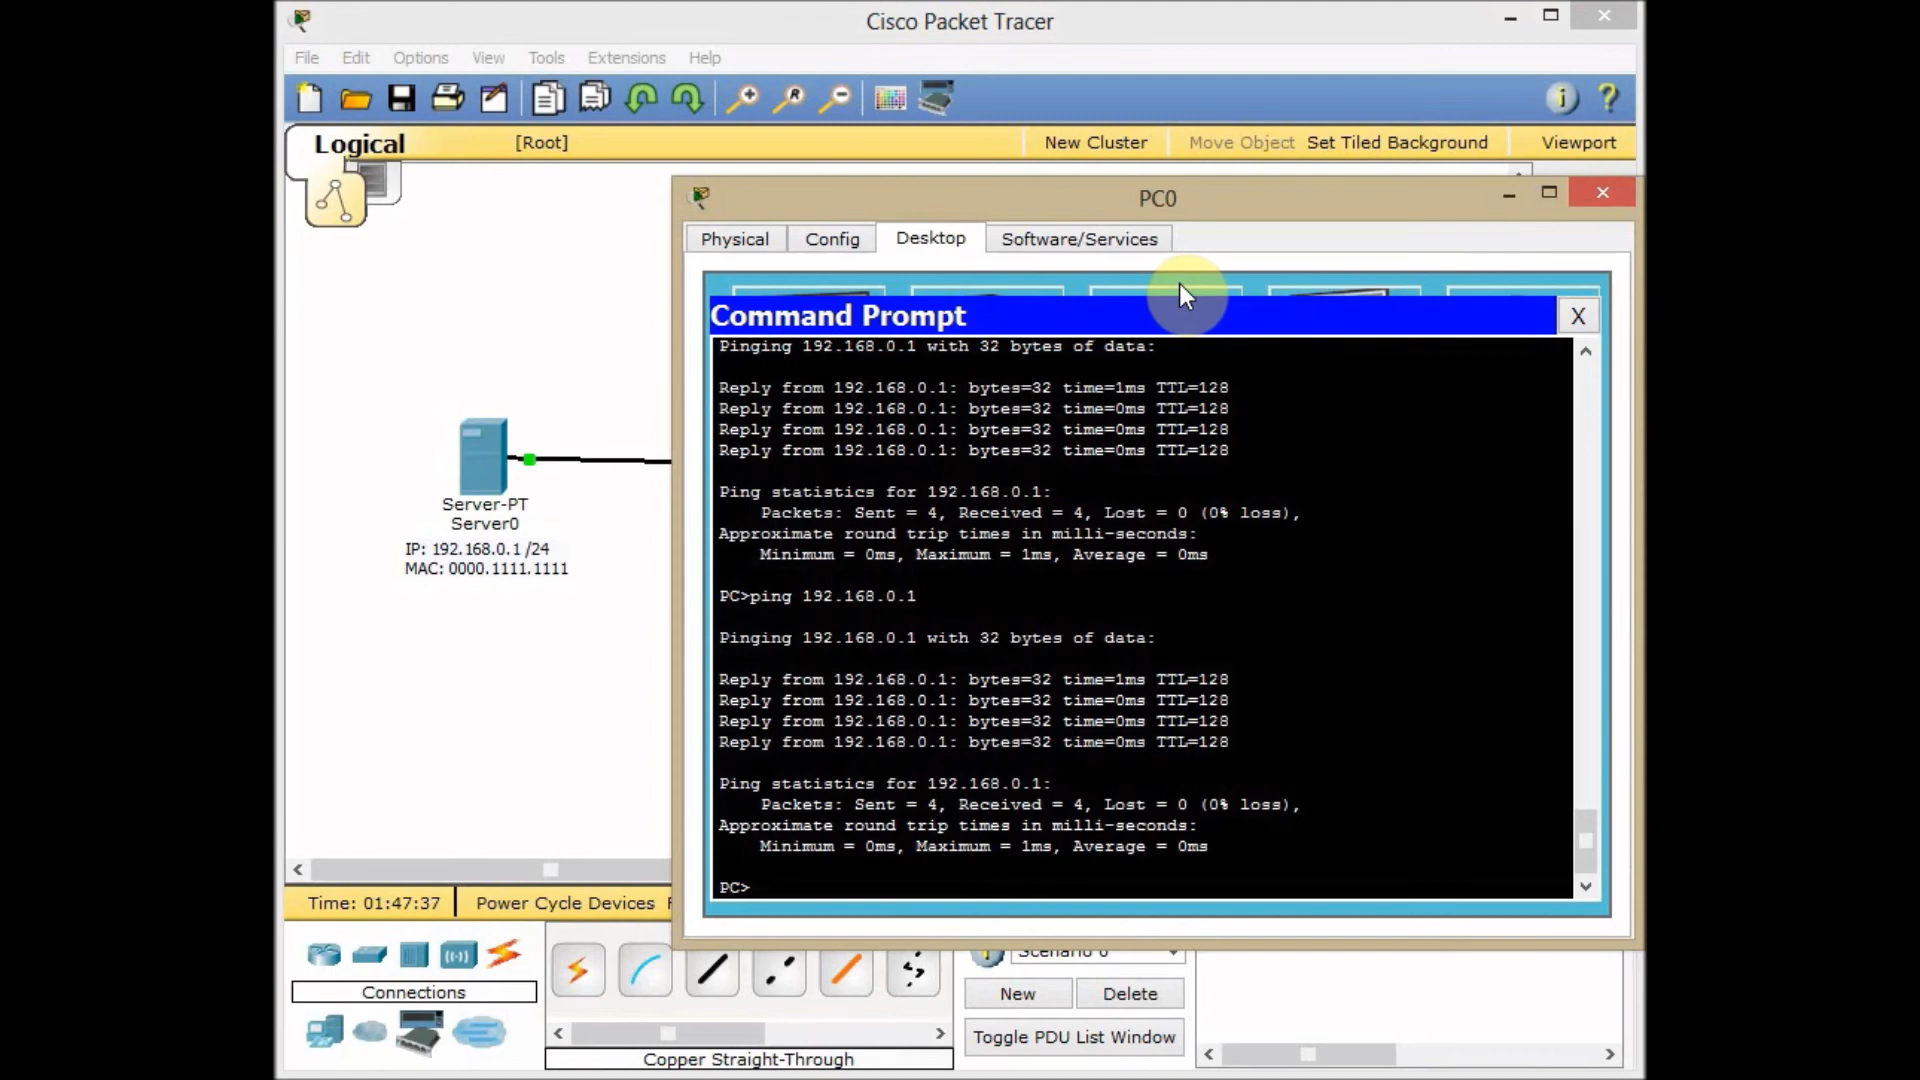 Cisco Packet Tracer
File Edit Options View Tools Extensions Help
Logical [Root] New Cluster Move Object Set Tiled Background Viewport
PC0
Physical Config Desktop Software/Services
Command Prompt X
Pinging 192.168.0.1 with 32 bytes of data:
Reply from 192.168.0.1: bytes=32 time=1ms TTL=128
Reply from 192.168.0.1: bytes=32 time=0ms TTL=128
Reply from 192.168.0.1: bytes=32 time=0ms TTL=128
Reply from 192.168.0.1: bytes=32 time=0ms TTL=128
Ping statistics for 192.168.0.1:
Packets: Sent = 4, Received = 4, Lost = 0 (0% loss),
Approximate round trip times in milli-seconds:
Minimum = 0ms, Maximum = 1ms, Average = 0ms
PC>ping 192.168.0.1
Pinging 192.168.0.1 with 32 bytes of data:
Reply from 192.168.0.1: bytes=32 time=1ms TTL=128
Reply from 192.168.0.1: bytes=32 time=0ms TTL=128
Reply from 192.168.0.1: bytes=32 time=0ms TTL=128
Reply from 192.168.0.1: bytes=32 time=0ms TTL=128
Ping statistics for 192.168.0.1:
Packets: Sent = 4, Received = 4, Lost = 0 (0% loss),
Approximate round trip times in milli-seconds:
Minimum = 0ms, Maximum = 1ms, Average = 0ms
PC>
Server-PT
Server0
IP: 192.168.0.1 /24
MAC: 0000.1111.1111
Time: 01:47:37 Power Cycle Devices
Connections
Copper Straight-Through
Scenario 0
New Delete
Toggle PDU List Window